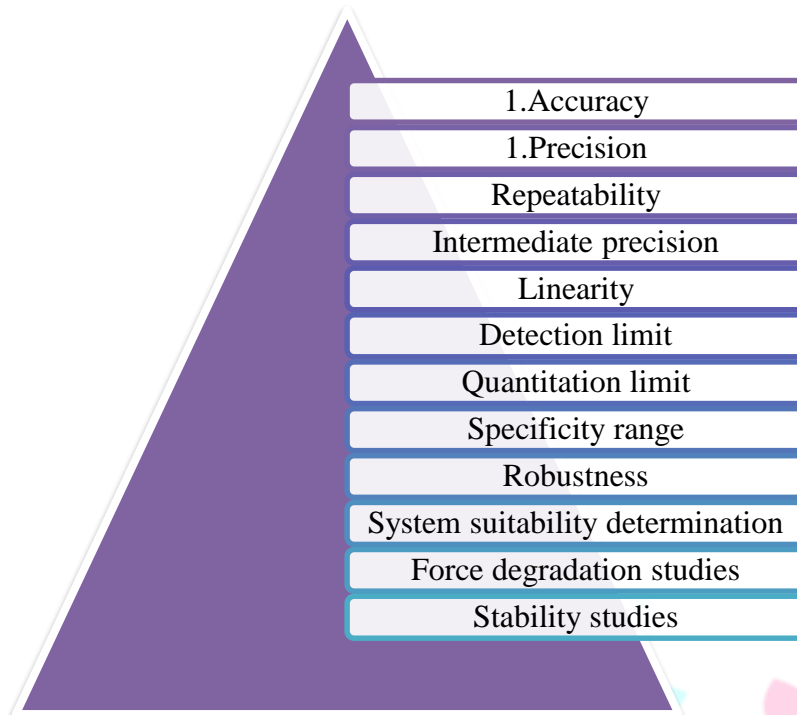 1.Accuracy
1.Precision
Repeatability
Intermediate precision
Linearity
Detection limit
Quantitation limit
Specificity range
Robustness
System suitability determination
Force degradation studies
Stability studies